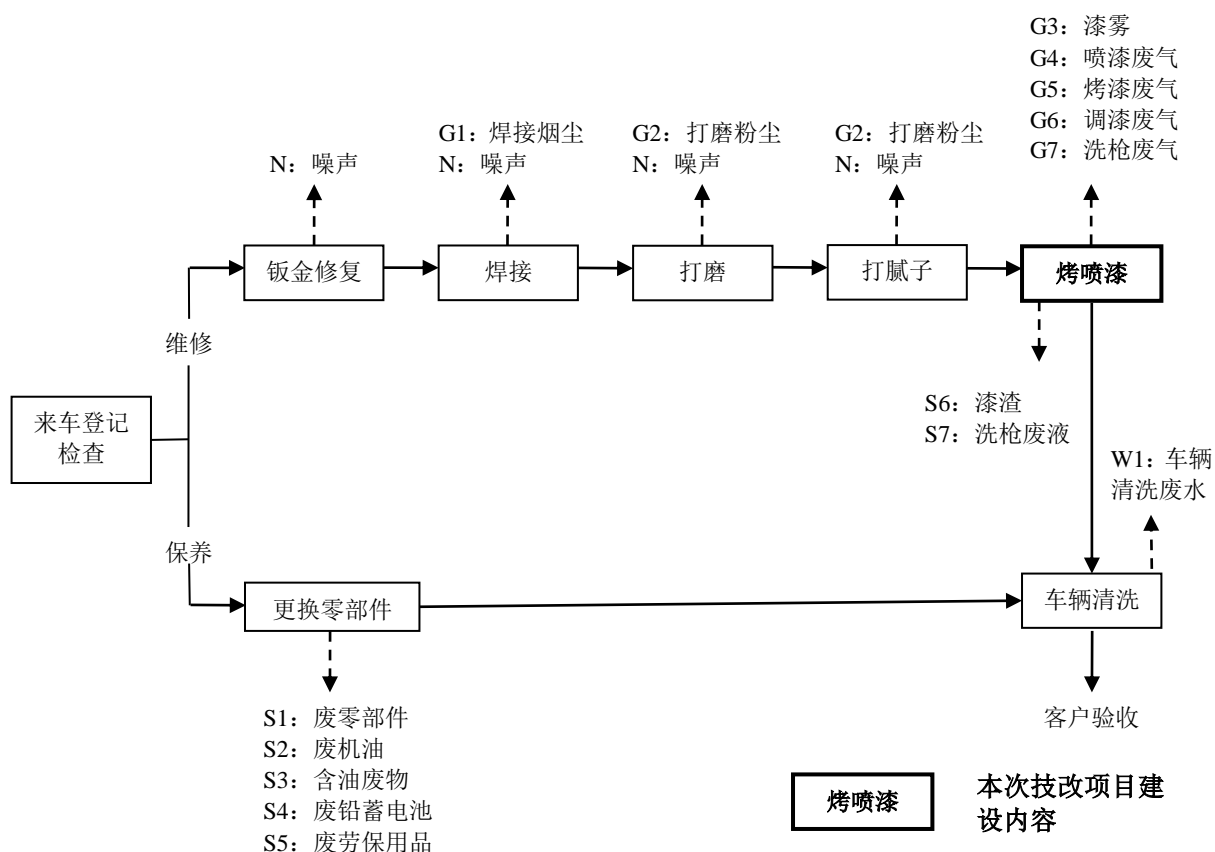 G3：漆雾
G4：喷漆废气
G5：烤漆废气
G6：调漆废气
G7：洗枪废气
G1：焊接烟尘
N：噪声
G2：打磨粉尘
N：噪声
G2：打磨粉尘
N：噪声
N：噪声
钣金修复
焊接
打磨
打腻子
烤喷漆
维修
来车登记
检查
S6：漆渣
S7：洗枪废液
W1：车辆
清洗废水
保养
更换零部件
车辆清洗
S1：废零部件
S2：废机油
S3：含油废物
S4：废铅蓄电池
S5：废劳保用品
客户验收
烤喷漆
本次技改项目建
设内容